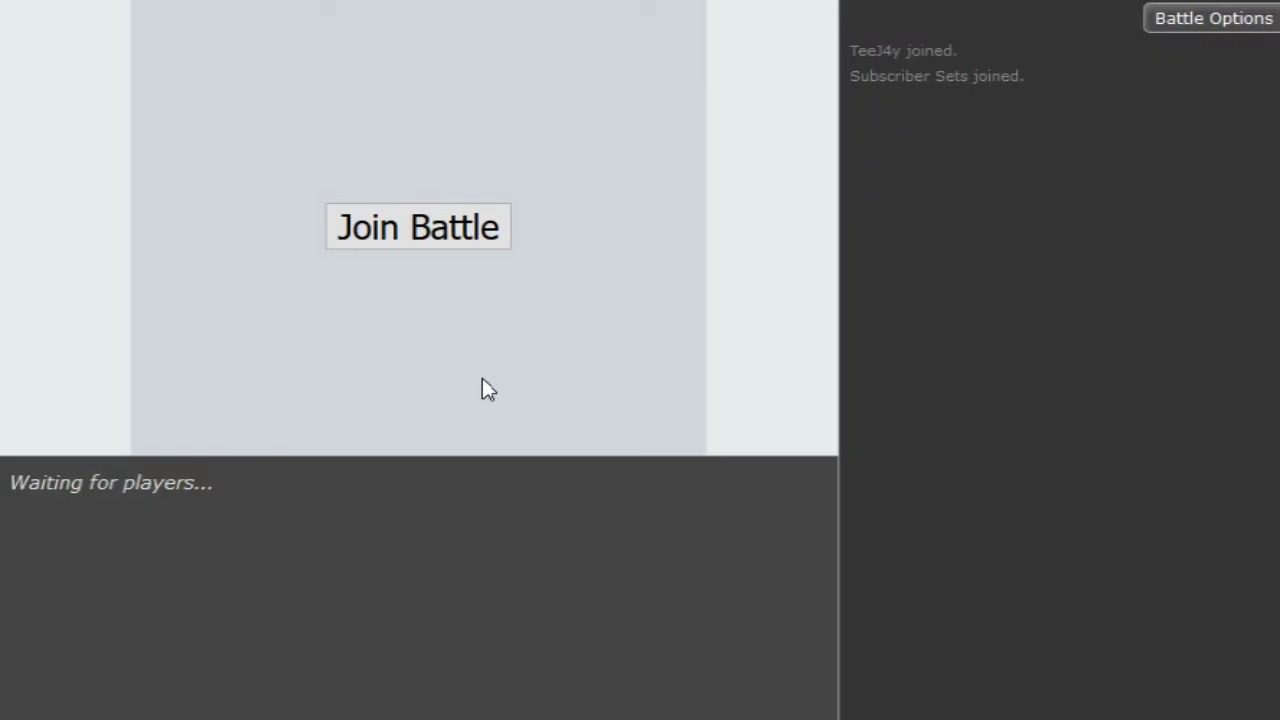 Battle Options
TeeJ4y joined.
Subscriber Sets joined.
Join Battle
Waiting for players...